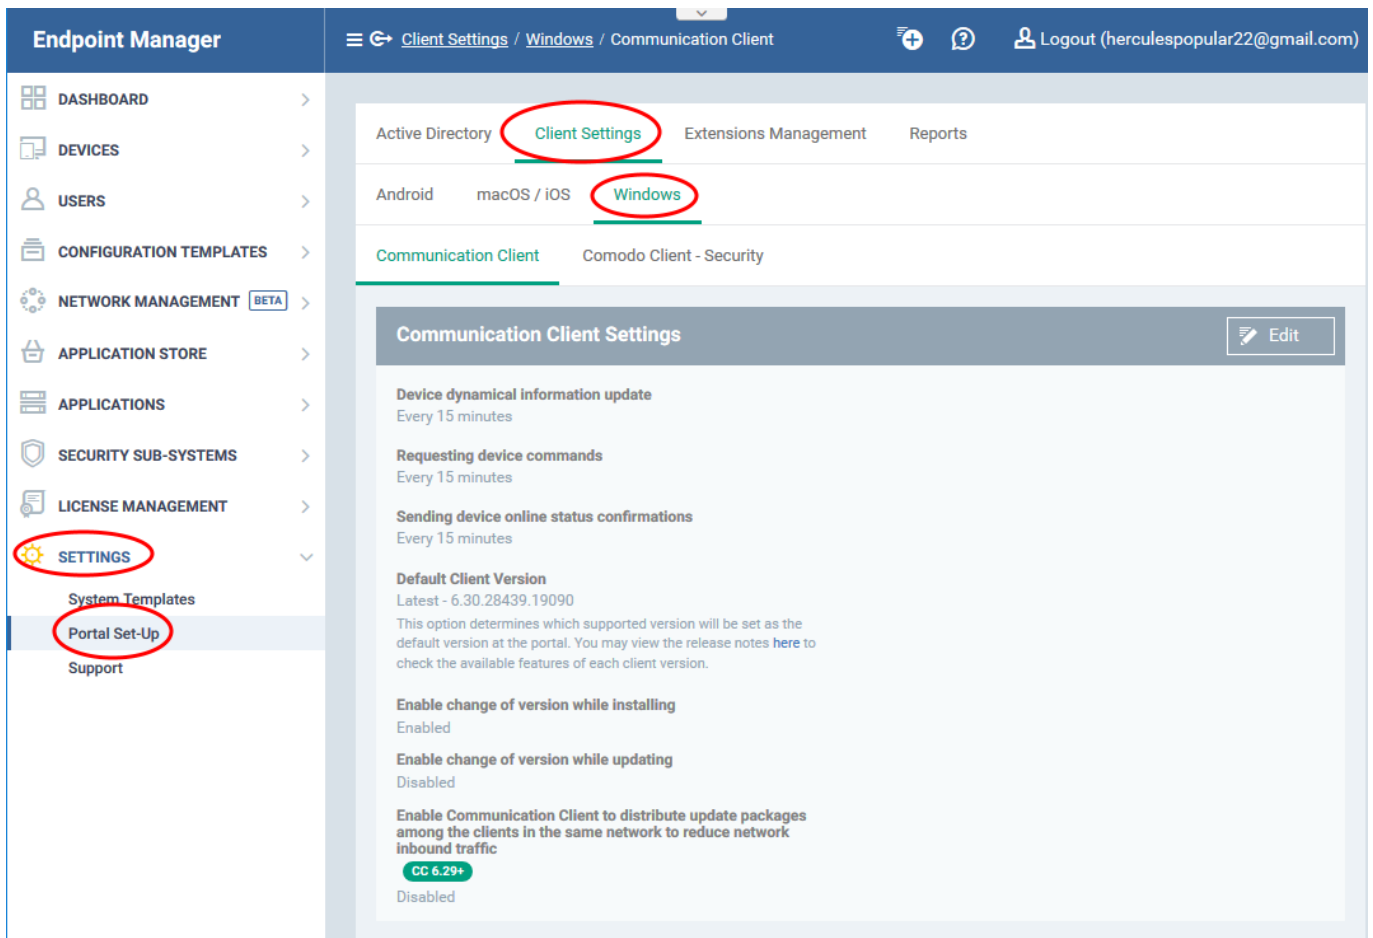 Endpoint Manager
Client Settings / Windows / Communication Client
Logout (herculespopular22@gmail.com)
DASHBOARD
DEVICES
USERS
CONFIGURATION TEMPLATES
NETWORK MANAGEMENT BETA
APPLICATION STORE
APPLICATIONS
SECURITY SUB-SYSTEMS
LICENSE MANAGEMENT
SETTINGS
System Templates
Portal Set-Up
Support
Active Directory Client Settings Extensions Management Reports
Android macOS / iOS Windows
Communication Client Comodo Client - Security
Communication Client Settings
Edit
Device dynamical information update
Every 15 minutes
Requesting device commands
Every 15 minutes
Sending device online status confirmations
Every 15 minutes
Default Client Version
Latest - 6.30.28439.19090
This option determines which supported version will be set as the
default version at the portal. You may view the release notes here to
check the available features of each client version.
Enable change of version while installing
Enabled
Enable change of version while updating
Disabled
Enable Communication Client to distribute update packages
among the clients in the same network to reduce network
inbound traffic
CC 6.29+
Disabled